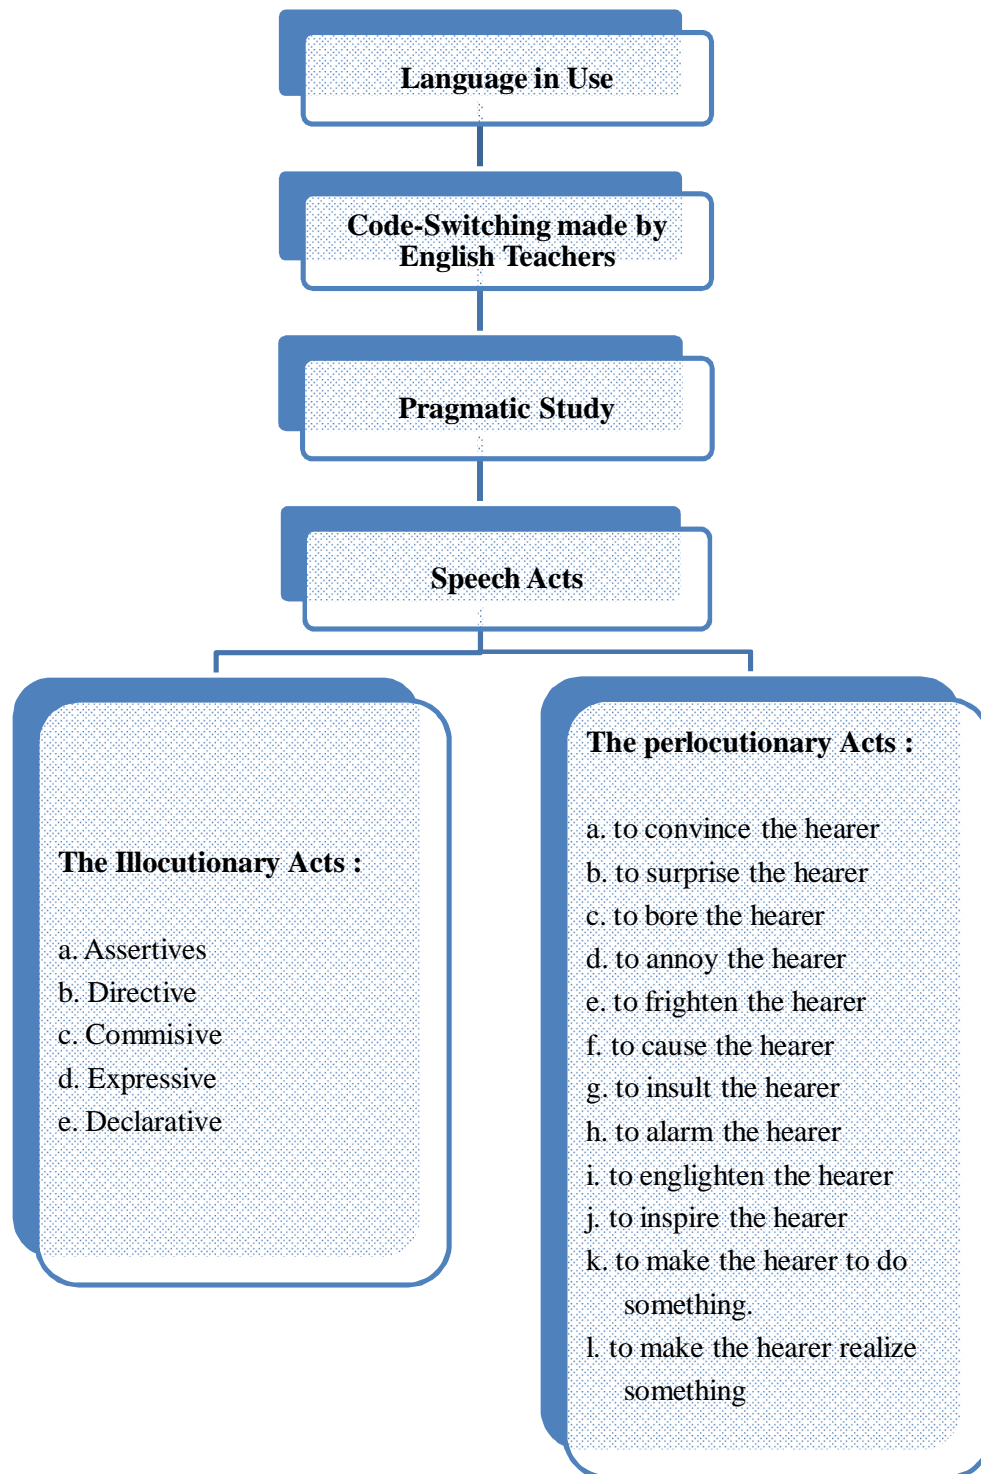 Language in Use
Code-Switching made by
English Teachers
Pragmatic Study
Speech Acts
The Illocutionary Acts :
a. Assertives
b. Directive
c. Commisive
d. Expressive
e. Declarative
The perlocutionary Acts :
a. to convince the hearer
b. to surprise the hearer
c. to bore the hearer
d. to annoy the hearer
e. to frighten the hearer
f. to cause the hearer
g. to insult the hearer
h. to alarm the hearer
i. to englighten the hearer
j. to inspire the hearer
k. to make the hearer to do
something.
l. to make the hearer realize
something